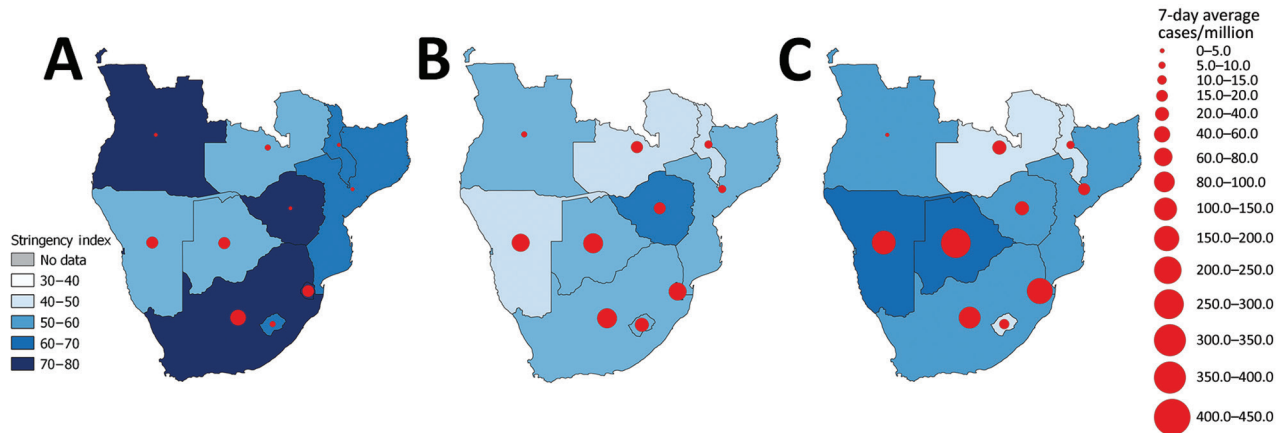 A
B
C
Stringency index
No data
30–40
40–50
50–60
60–70
70–80
7-day average
cases/million
0–5.0
5.0–10.0
10.0–15.0
15.0–20.0
20.0–40.0
40.0–60.0
60.0–80.0
80.0–100.0
100.0–150.0
150.0–200.0
200.0–250.0
250.0–300.0
300.0–350.0
350.0–400.0
400.0–450.0